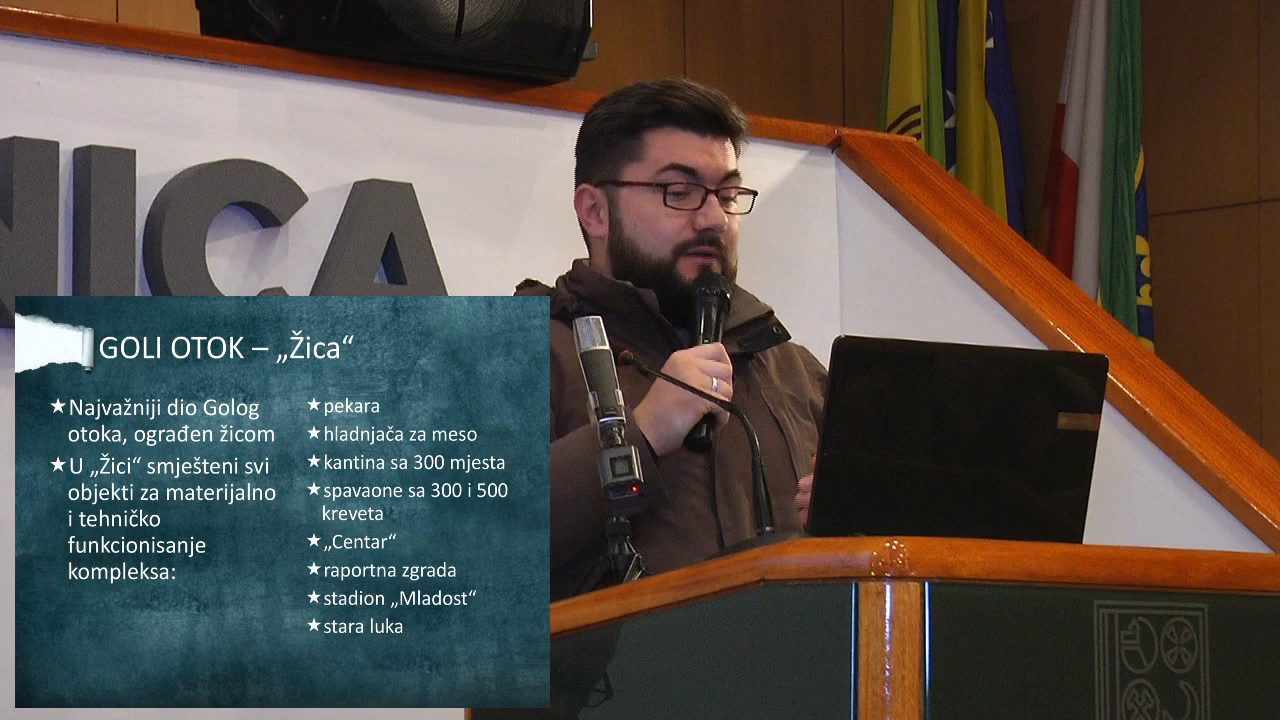 NICA
GOLI OTOK – „Žica“
Najvažniji dio Golog
otoka, ograđen žicom
U „Žici“ smješteni svi
objekti za materijalno
i tehničko
funkcionisanje
kompleksa:
pekara
hladnjača za meso
kantina sa 300 mjesta
spavaone sa 300 i 500
kreveta
„Centar“
raportna zgrada
stadion „Mladost“
stara luka